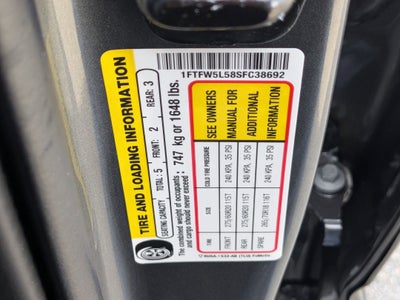 1FTFW5L58SFC38692
TIRE AND LOADING INFORMATION
SEATING CAPACITY TOTAL: 5 FRONT: 2 REAR: 3
The combined weight of occupants and cargo should never exceed: 747 kg or 1648 lbs.
TIRE SIZE COLD TIRE PRESSURE
FRONT 275/60R20 115T 240 KPA, 35 PSI
REAR 275/60R20 115T 240 KPA, 35 PSI
SPARE 265/70R18 116T 240 KPA, 35 PSI
SEE OWNERS
MANUAL FOR
ADDITIONAL
INFORMATION